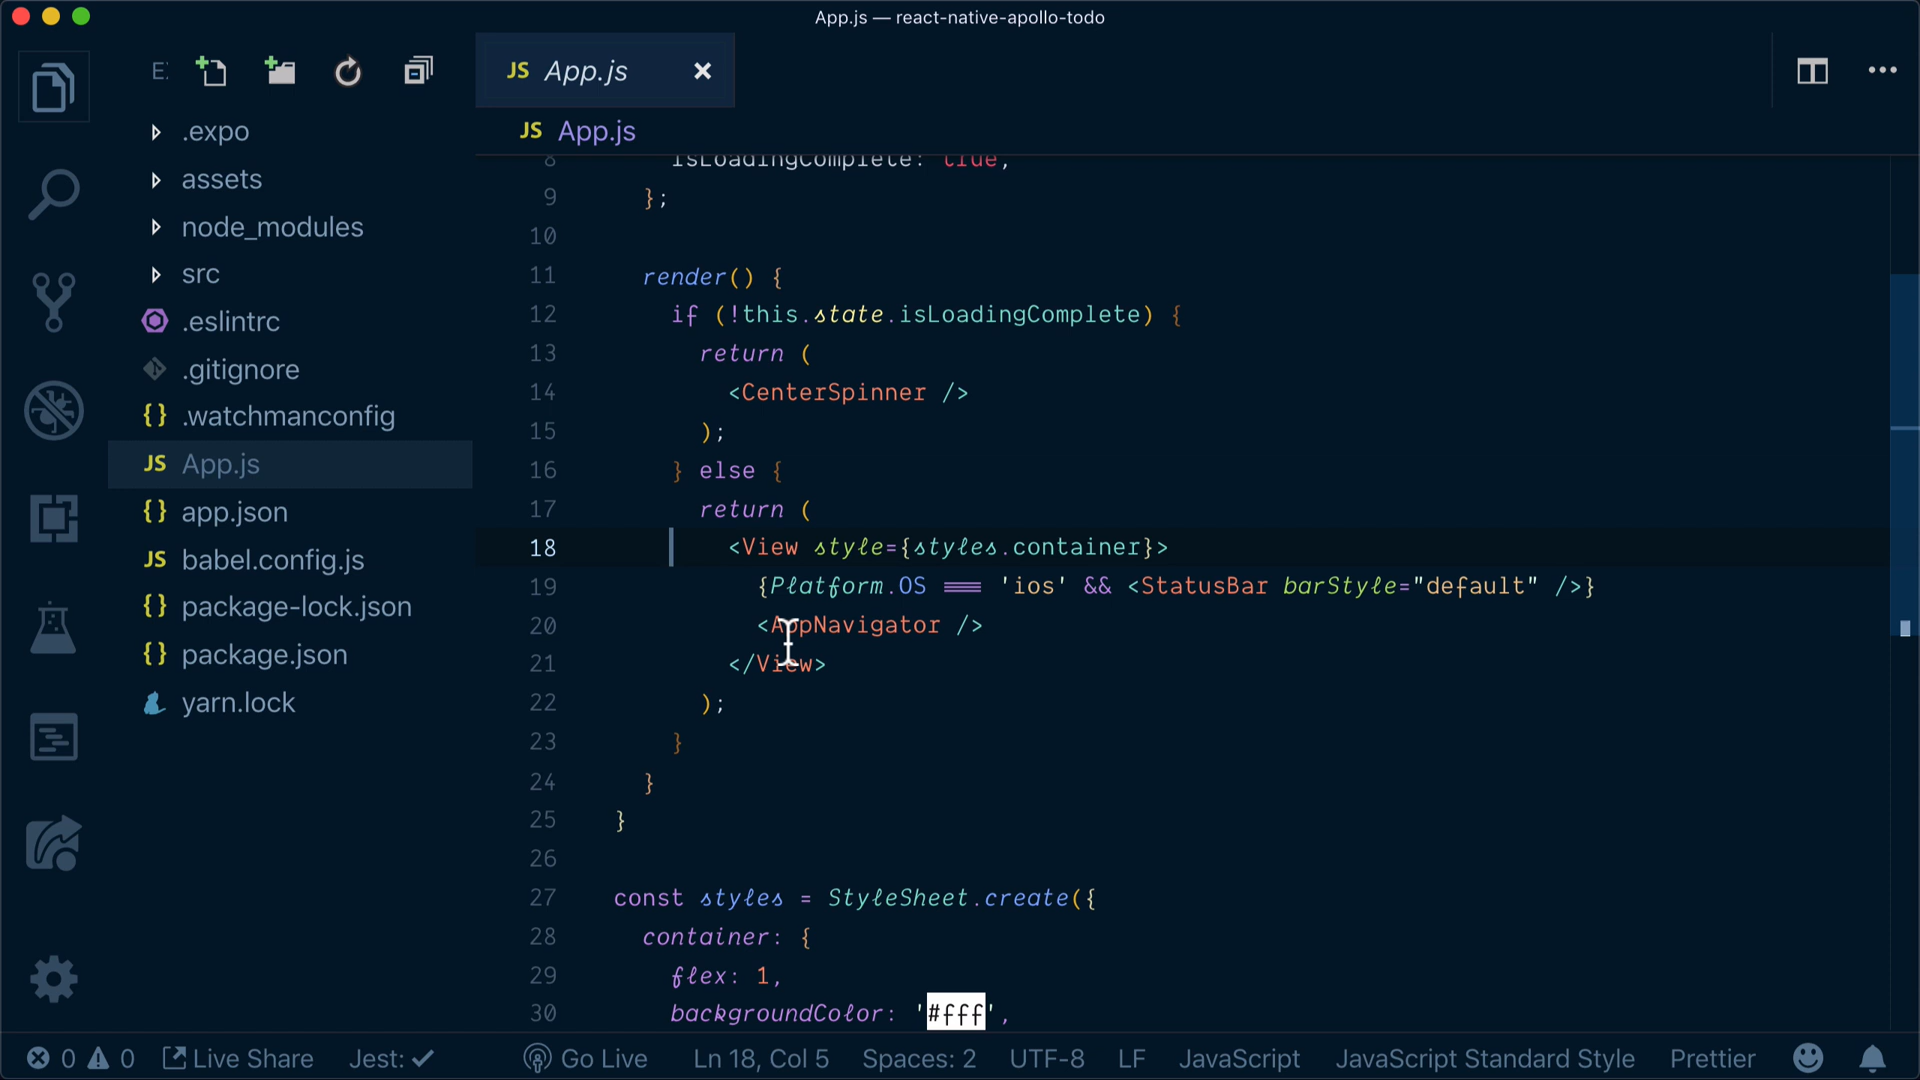 App.js — react-native-apollo-todo
E:
JS App.js
JS App.js
.expo
assets
node_modules
src
.eslintrc
.gitignore
{} .watchmanconfig
JS App.js
{} app.json
JS babel.config.js
{} package-lock.json
{} package.json
yarn.lock
8 isLoadingComplete: true,
9 };
10
11 render() {
12 if (!this.state.isLoadingComplete) {
13 return (
14 <CenterSpinner />
15 );
16 } else {
17 return (
18 <View style={styles.container}>
19 {Platform.OS === 'ios' && <StatusBar barStyle="default" />}
20 <AppNavigator />
21 </View>
22 );
23 }
24 }
25 }
26
27 const styles = StyleSheet.create({
28 container: {
29 flex: 1,
30 backgroundColor: '#fff',
0 0 Live Share Jest: ✓ Go Live Ln 18, Col 5 Spaces: 2 UTF-8 LF JavaScript JavaScript Standard Style Prettier